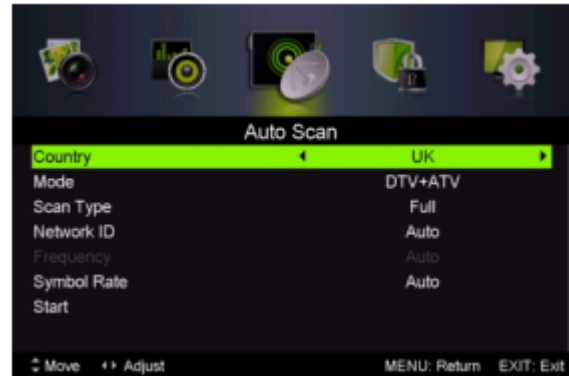 Auto Scan
Country UK
Mode DTV+ATV
Scan Type Full
Network ID Auto
Frequency Auto
Symbol Rate Auto
Start
Move Adjust MENU: Return EXIT: Exit